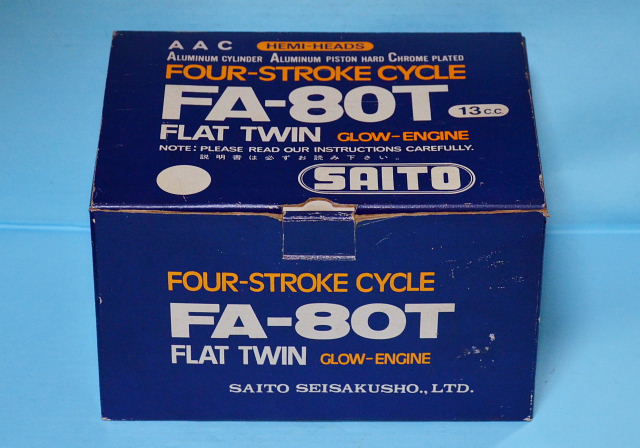 AAC HEMI-HEADS
ALUMINUM CYLINDER ALUMINUM PISTON HARD CHROME PLATED
FOUR-STROKE CYCLE
FA-80T 13 C.C.
FLAT TWIN GLOW-ENGINE
NOTE: PLEASE READ OUR INSTRUCTIONS CAREFULLY.
説明書は必ずお読み下さい。
SAITO
FOUR-STROKE CYCLE
FA-80T
FLAT TWIN GLOW-ENGINE
SAITO SEISAKUSHO., LTD.